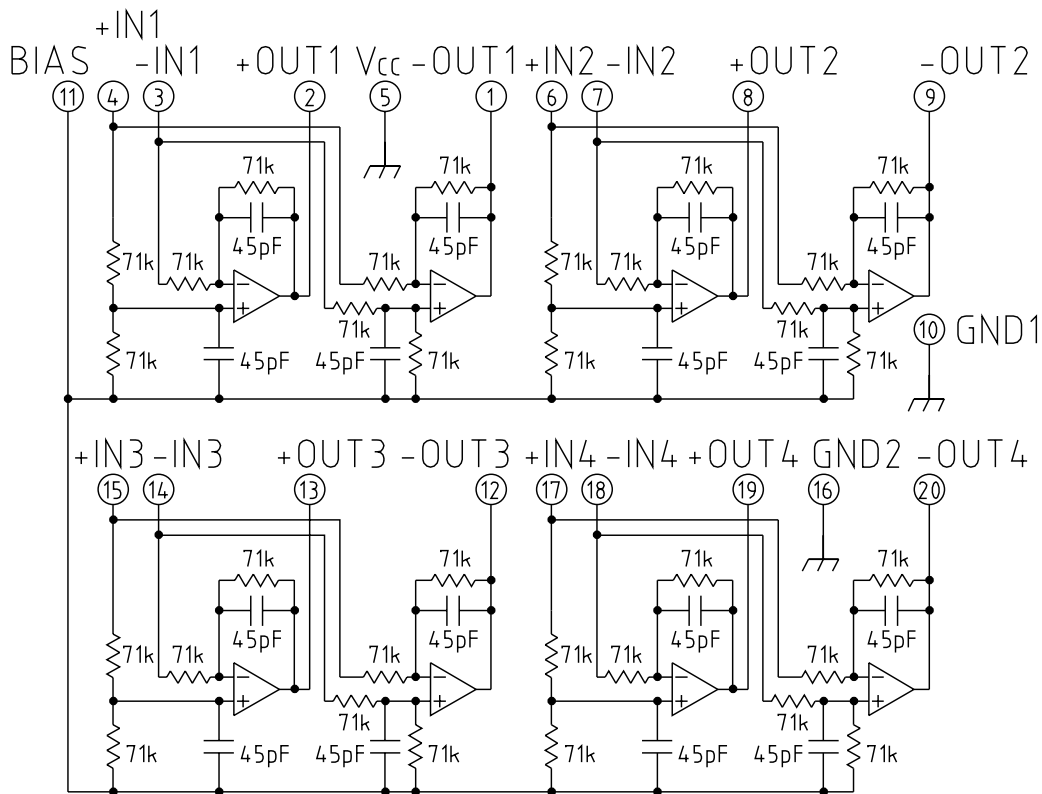 +IN1
BIAS -IN1 +OUT1 Vcc -OUT1 +IN2 -IN2 +OUT2 -OUT2
11 4 3 2 5 1 6 7 8 9
71k 71k 71k 71k
45pF 45pF 45pF 45pF
71k 71k 71k 71k 71k 71k
- - - -
+ + + +
71k 71k
10 GND1
71k 45pF 45pF 71k 71k 45pF 45pF 71k
+IN3 -IN3 +OUT3 -OUT3 +IN4 -IN4 +OUT4 GND2 -OUT4
15 14 13 12 17 18 19 16 20
71k 71k 71k 71k
45pF 45pF 45pF 45pF
71k 71k 71k 71k 71k 71k
- - - -
+ + + +
71k 71k
71k 45pF 45pF 71k 71k 45pF 45pF 71k